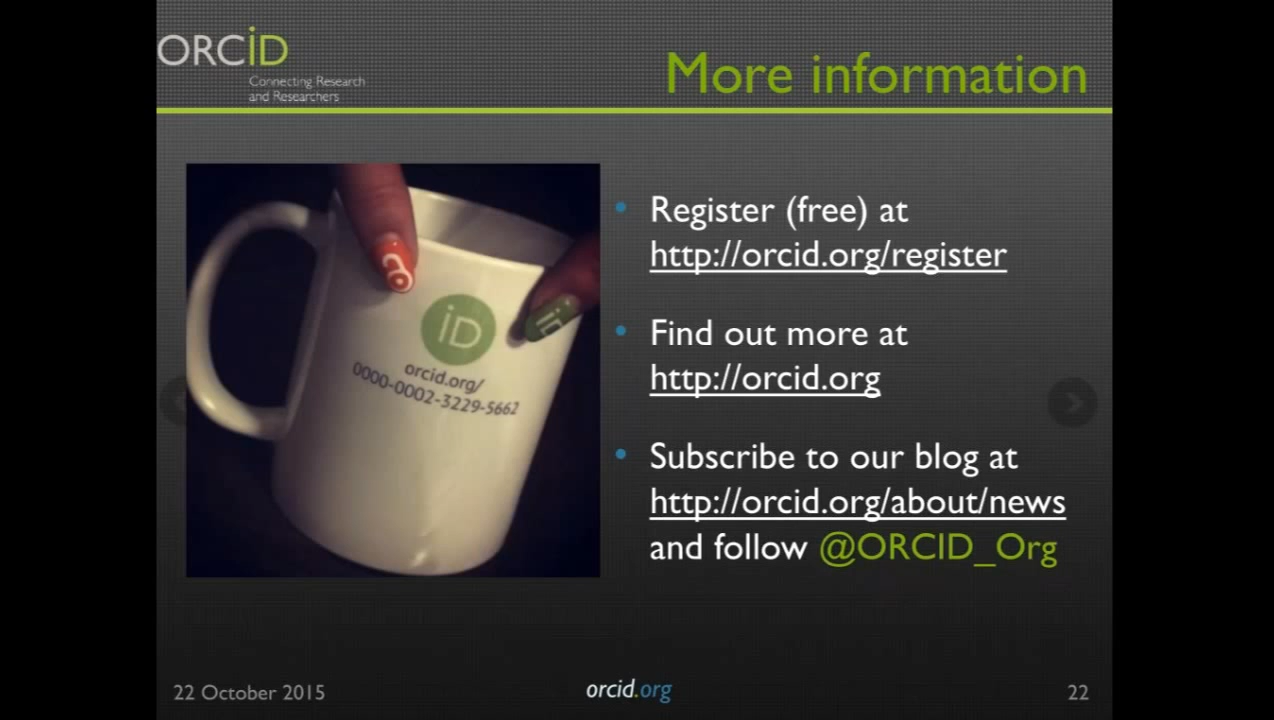 ORCiD
Connecting Research
and Researchers
More information
iD
iD
orcid.org/
0000-0002-3229-5662
• Register (free) at
http://orcid.org/register
• Find out more at
http://orcid.org
• Subscribe to our blog at
http://orcid.org/about/news
and follow @ORCID_Org
22 October 2015
orcid.org
22